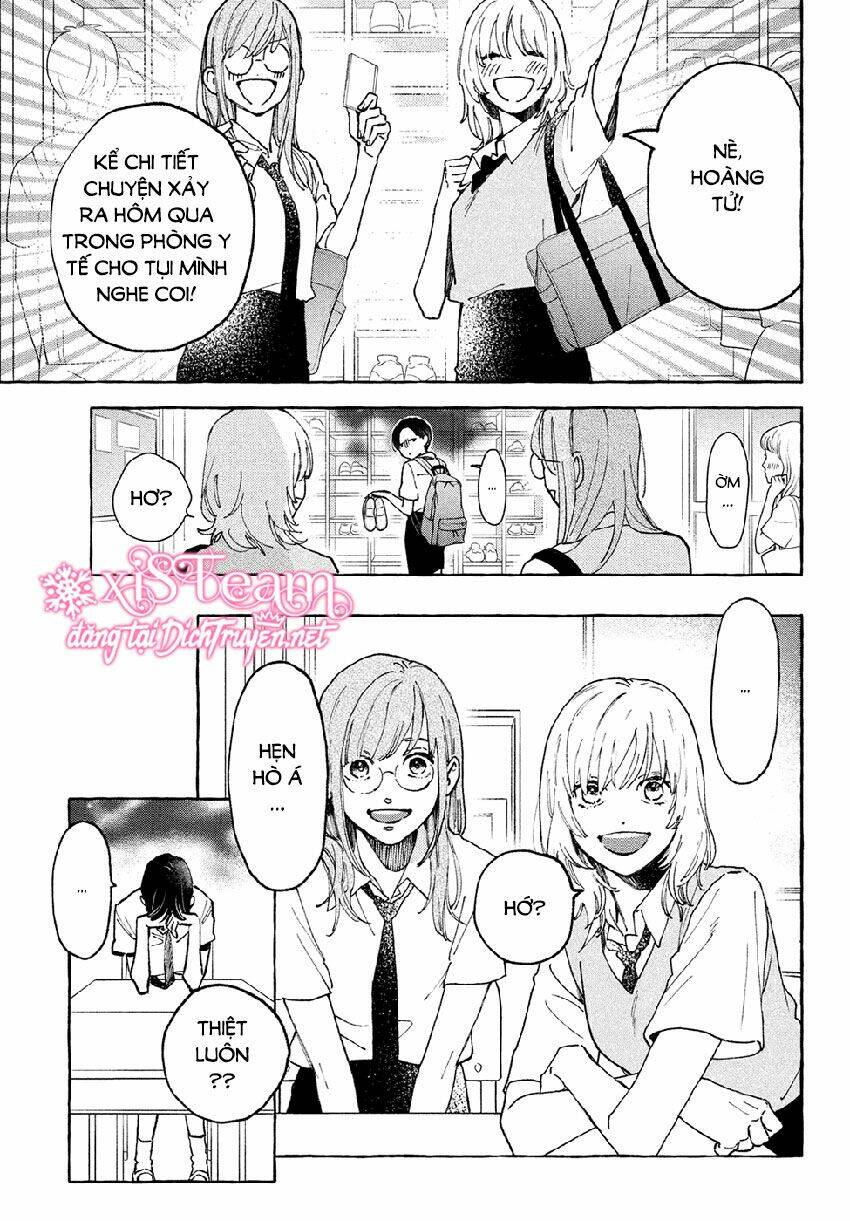 NÈ,
HOÀNG
TỬ!
KỂ CHI TIẾT
CHUYỆN XẢY
RA HÔM QUA
TRONG PHÒNG Y
TẾ CHO TỤI MÌNH
NGHE COI!
ỜM
...
...
HƠ?
xISTeam
đăng tại DichTruyen.net
...
HẸN
HÒ Á
...
HỚ?
...
THIỆT
LUÔN
??